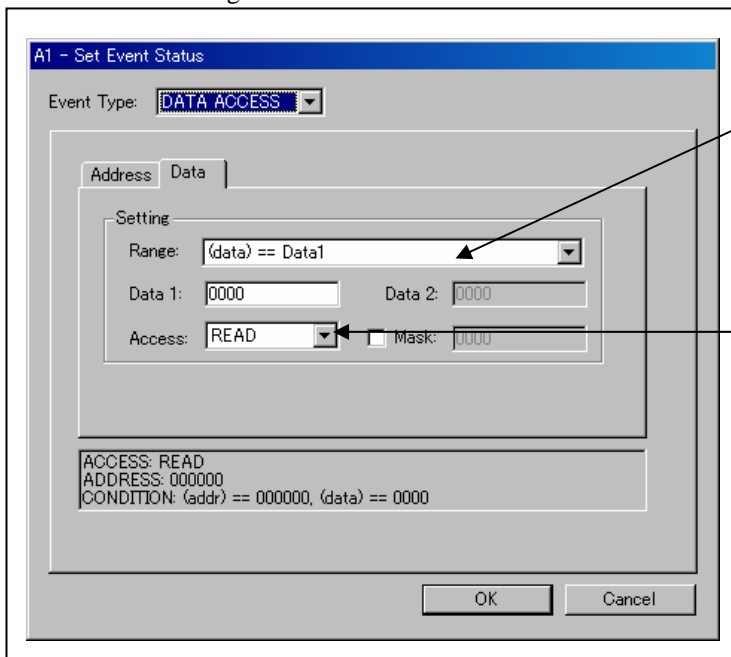 A1 - Set Event Status
Event Type: DATA ACCESS
Address Data
Setting
Range: (data) == Data1
Data 1: 0000 Data 2: 0000
Access: READ Mask: 0000
ACCESS: READ
ADDRESS: 000000
CONDITION: (addr) == 000000, (data) == 0000
OK Cancel